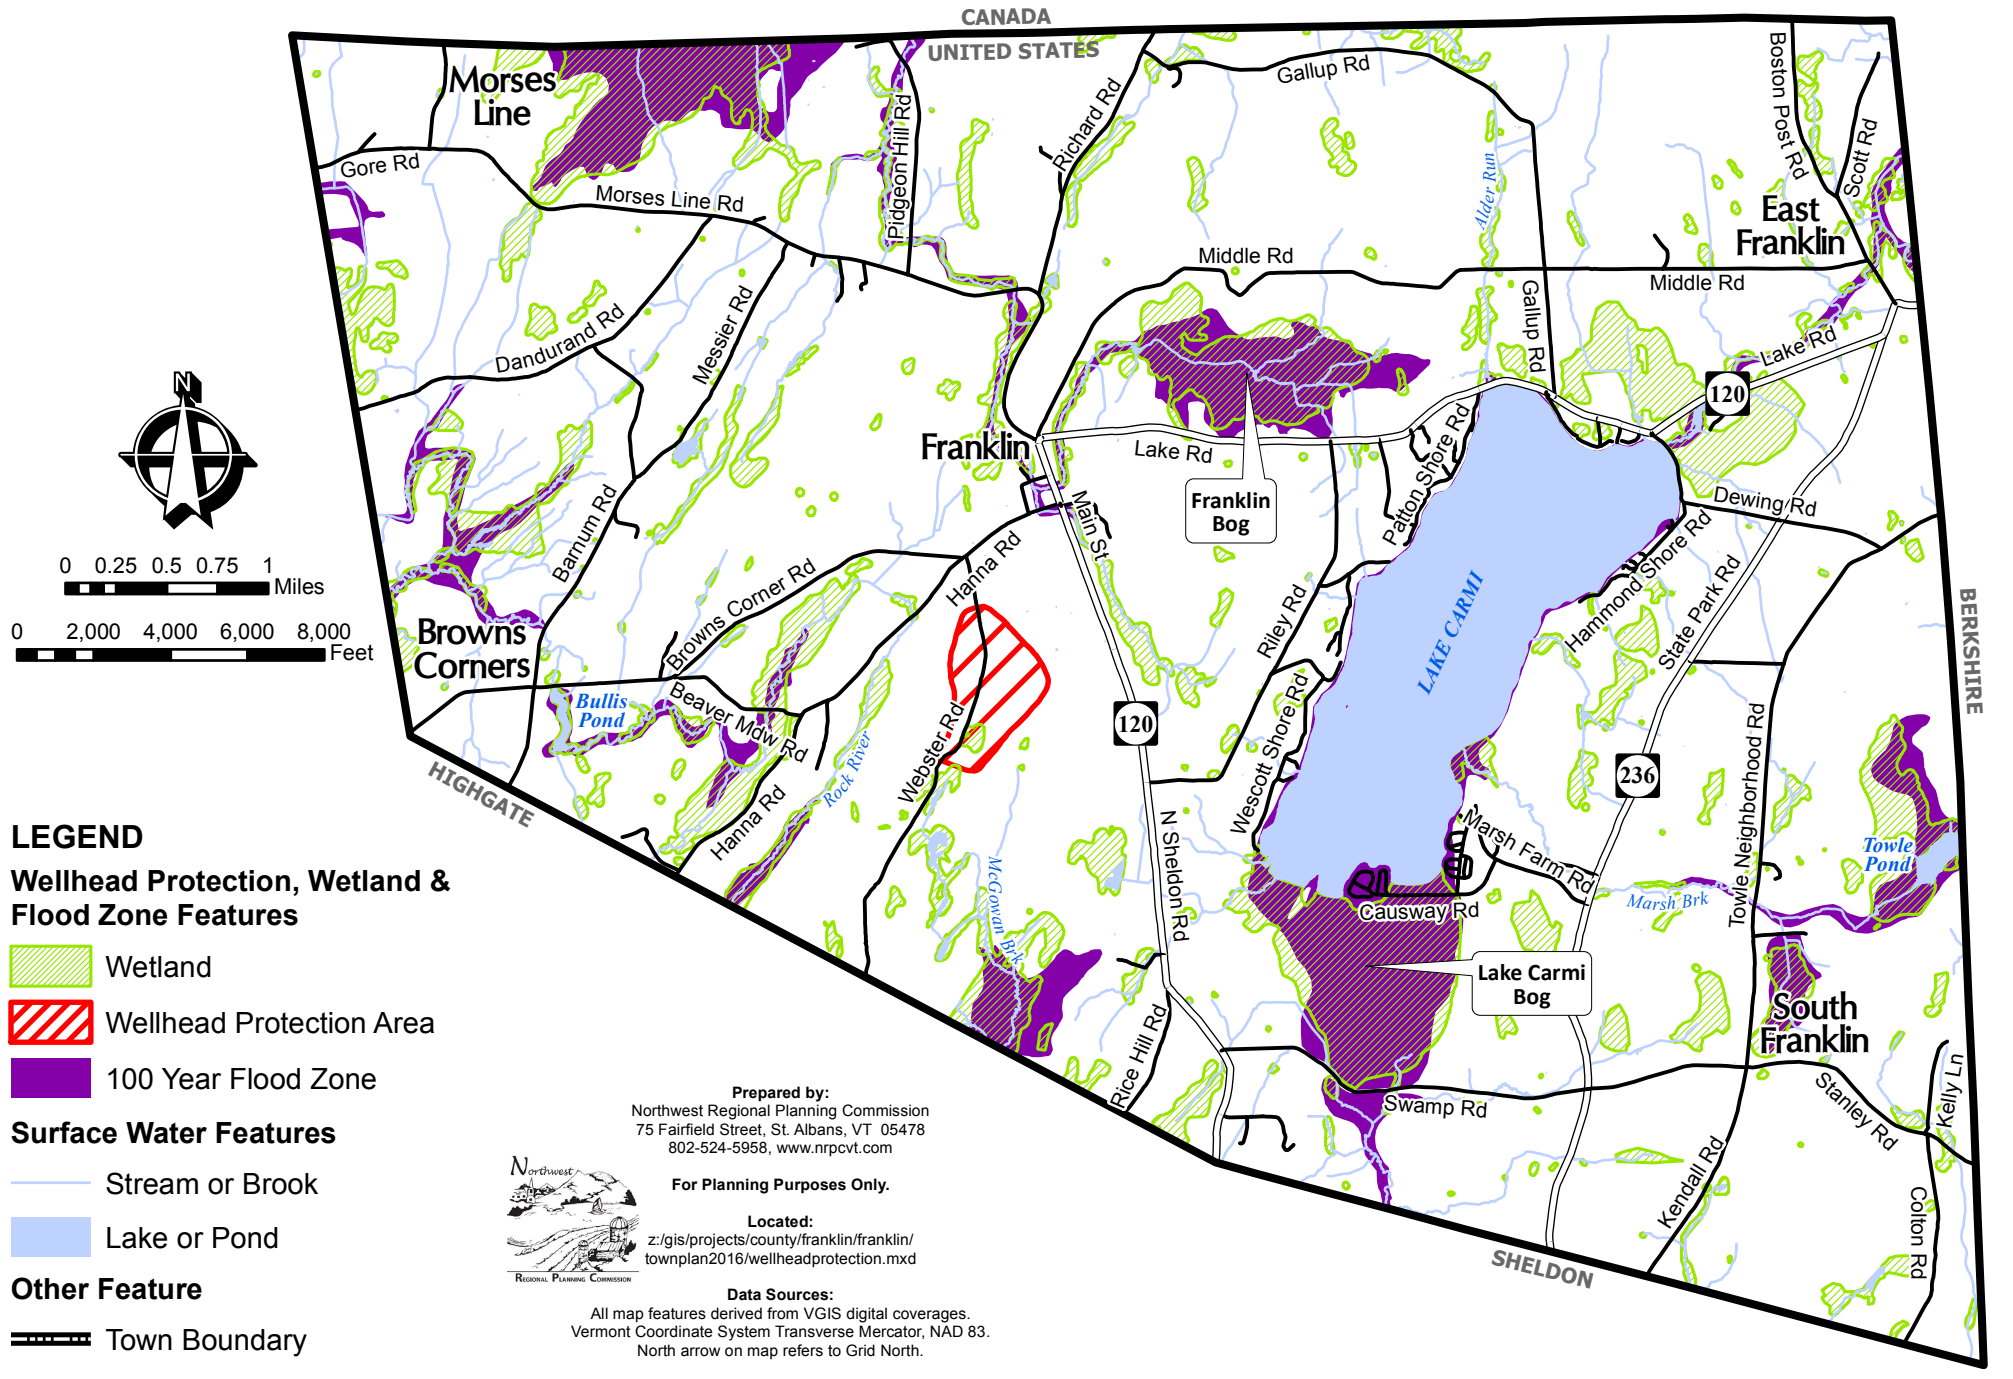 CANADA
UNITED STATES
Morses
Line
Gore Rd
Morses Line Rd
Pidgeon Hill Rd
Richard Rd
Gallup Rd
Alder Run
Boston Post Rd
Scott Rd
East
Franklin
Middle Rd
Middle Rd
Gallup Rd
Lake Rd
120
Dandurand Rd
Messier Rd
N
Franklin
Lake Rd
Franklin
Bog
Patton Shore Rd
Dewing Rd
Main St
Barnum Rd
Hanna Rd
Browns Corner Rd
Hammond Shore Rd
State Park Rd
LAKE CARMI
Riley Rd
BERKSHIRE
0 0.25 0.5 0.75 1
Miles
0 2,000 4,000 6,000 8,000
Feet
Browns
Corners
Bullis
Pond
Beaver Mdw Rd
Rock River
Webster Rd
120
Wescott Shore Rd
236
Towle Neighborhood Rd
HIGHGATE
Hanna Rd
N Sheldon Rd
Marsh Farm Rd
Towle
Pond
McGowan Brk
Causway Rd
Marsh Brk
Lake Carmi
Bog
South
Franklin
Rice Hill Rd
Swamp Rd
Stanley Rd
Kelly Ln
Kendall Rd
Colton Rd
SHELDON
LEGEND
Wellhead Protection, Wetland &
Flood Zone Features
Wetland
Wellhead Protection Area
100 Year Flood Zone
Surface Water Features
Stream or Brook
Lake or Pond
Other Feature
Town Boundary
Prepared by:
Northwest Regional Planning Commission
75 Fairfield Street, St. Albans, VT 05478
802-524-5958, www.nrpcvt.com
For Planning Purposes Only.
Located:
z:/gis/projects/county/franklin/franklin/
townplan2016/wellheadprotection.mxd
Data Sources:
All map features derived from VGIS digital coverages.
Vermont Coordinate System Transverse Mercator, NAD 83.
North arrow on map refers to Grid North.
Northwest
REGIONAL PLANNING COMMISSION